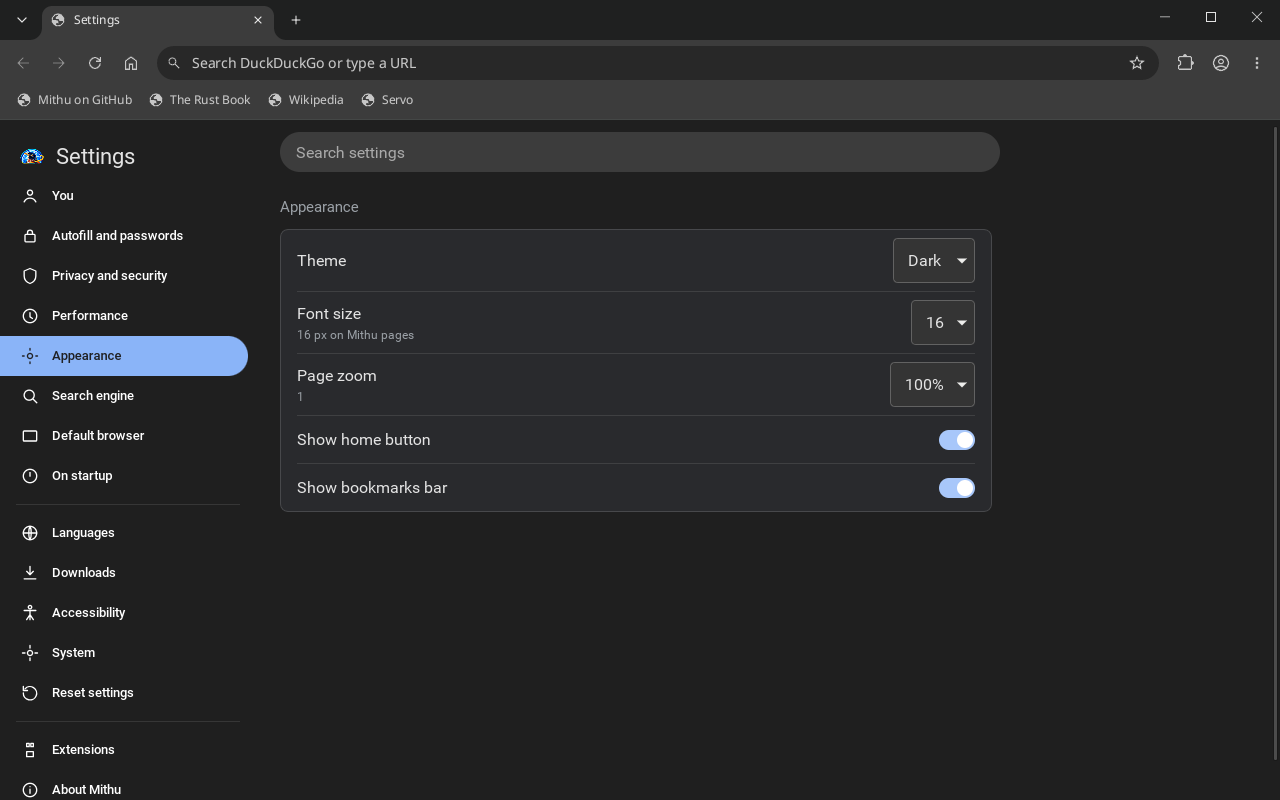 Settings
Search DuckDuckGo or type a URL
Mithu on GitHub
The Rust Book
Wikipedia
Servo
Settings
You
Autofill and passwords
Privacy and security
Performance
Appearance
Search engine
Default browser
On startup
Languages
Downloads
Accessibility
System
Reset settings
Extensions
About Mithu
Search settings
Appearance
Theme
Dark
Font size
16 px on Mithu pages
16
Page zoom
1
100%
Show home button
Show bookmarks bar